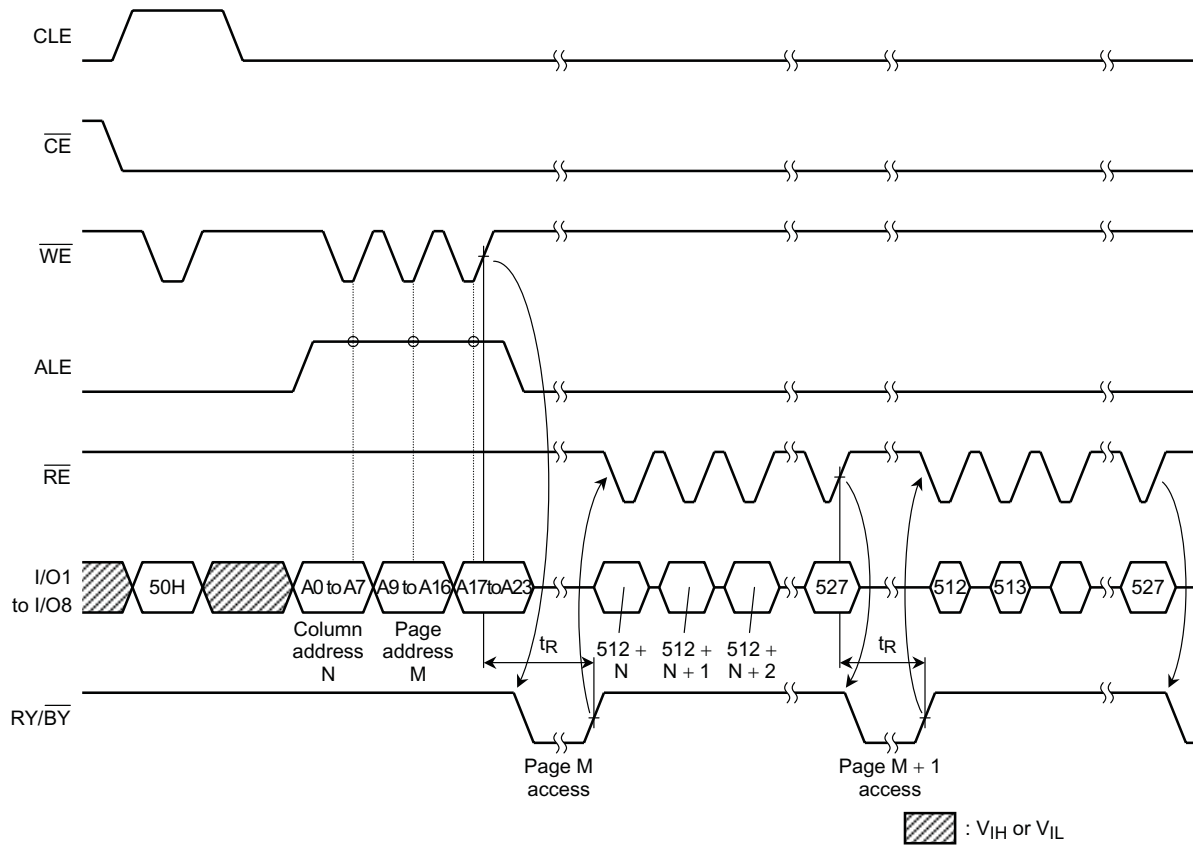 CLE
CE
WE
ALE
RE
I/O1
to I/O8
50H
A0 to A7
A9 to A16
A17 to A23
527
512
513
527
Column
address
N
Page
address
M
tR
512 +
N
512 +
N + 1
512 +
N + 2
tR
RY/BY
Page M
access
Page M + 1
access
: VIH or VIL